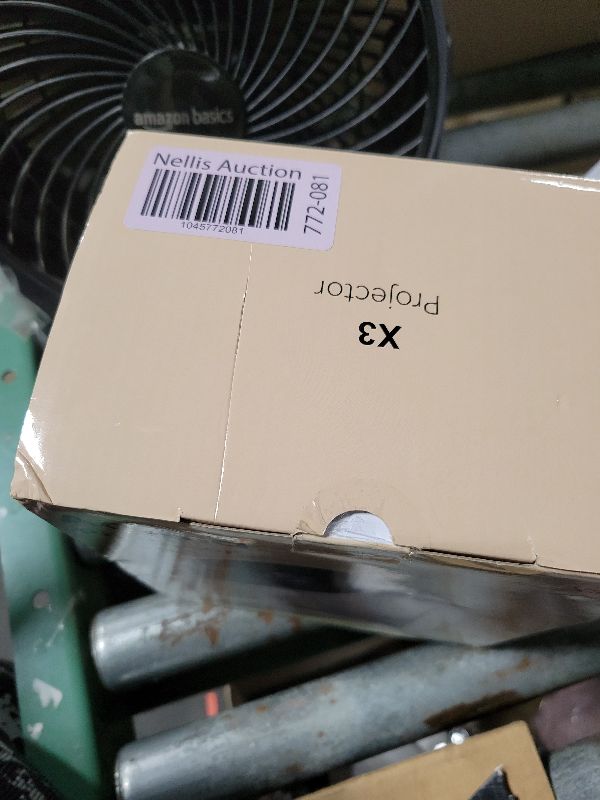 amazon basics
Nellis Auction
1045772081
772-081
Projector
X3